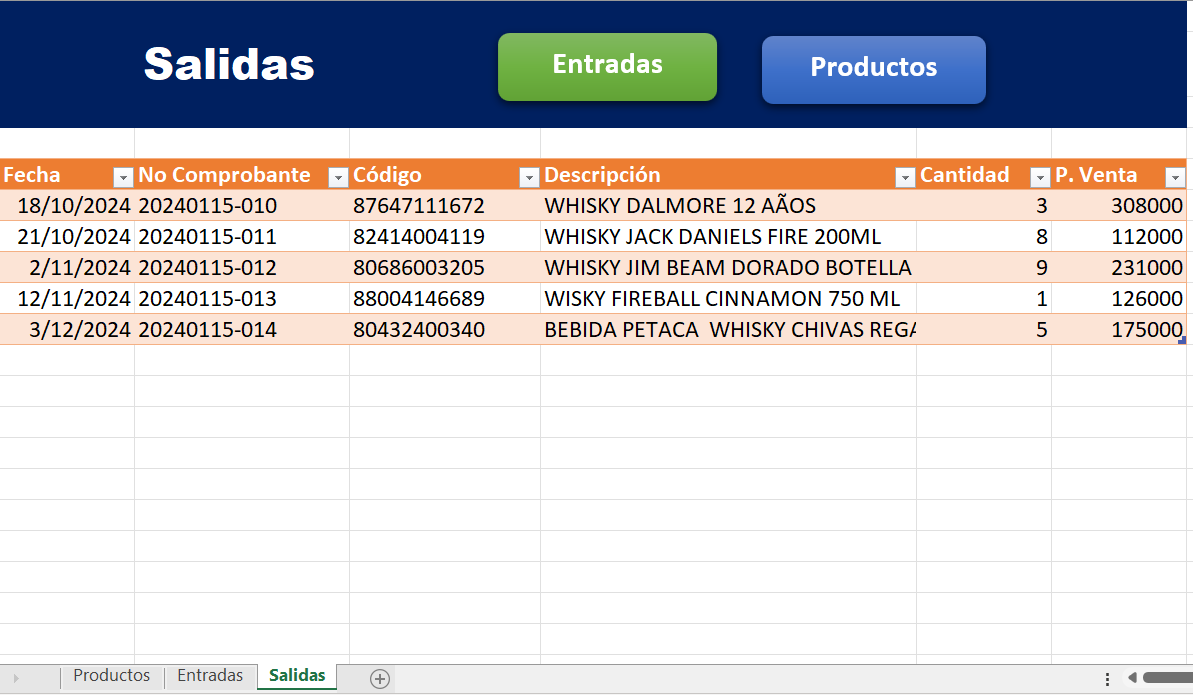 Salidas Entradas Productos
Fecha No Comprobante Código Descripción Cantidad P. Venta
18/10/2024 20240115-010 87647111672 WHISKY DALMORE 12 AÑOS 3 308000
21/10/2024 20240115-011 82414004119 WHISKY JACK DANIELS FIRE 200ML 8 112000
2/11/2024 20240115-012 80686003205 WHISKY JIM BEAM DORADO BOTELLA 9 231000
12/11/2024 20240115-013 88004146689 WISKY FIREBALL CINNAMON 750 ML 1 126000
3/12/2024 20240115-014 80432400340 BEBIDA PETACA  WHISKY CHIVAS REGA 5 175000
Productos Entradas Salidas